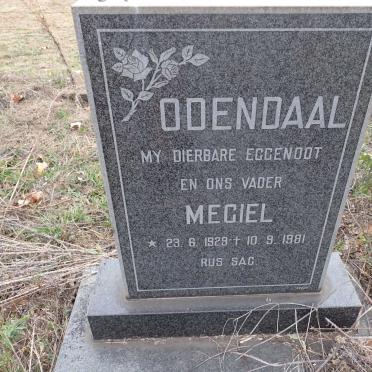 ODENDAAL
MY DIERBARE EGGENOOT
EN ONS VADER
MEGIEL
* 23. 6. 1929 + 10. 9. 1981
RUS SAG